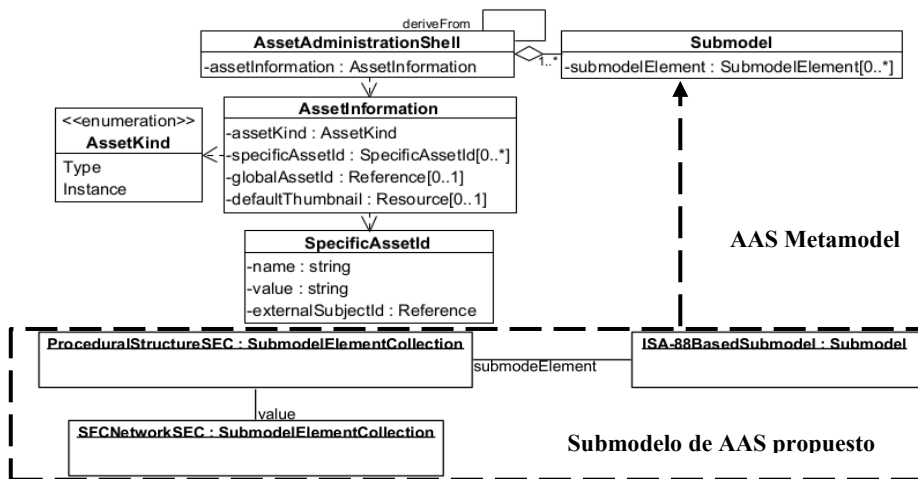 deriveFrom
AssetAdministrationShell
-assetInformation : AssetInformation
1..*
Submodel
-submodelElement : SubmodelElement[0..*]
<<enumeration>>
AssetKind
Type
Instance
AssetInformation
-assetKind : AssetKind
-specificAssetId : SpecificAssetId[0..*]
-globalAssetId : Reference[0..1]
-defaultThumbnail : Resource[0..1]
SpecificAssetId
-name : string
-value : string
-externalSubjectId : Reference
AAS Metamodel
ProceduralStructureSEC : SubmodelElementCollection
submodeElement
ISA-88BasedSubmodel : Submodel
value
SFCNetworkSEC : SubmodelElementCollection
Submodelo de AAS propuesto